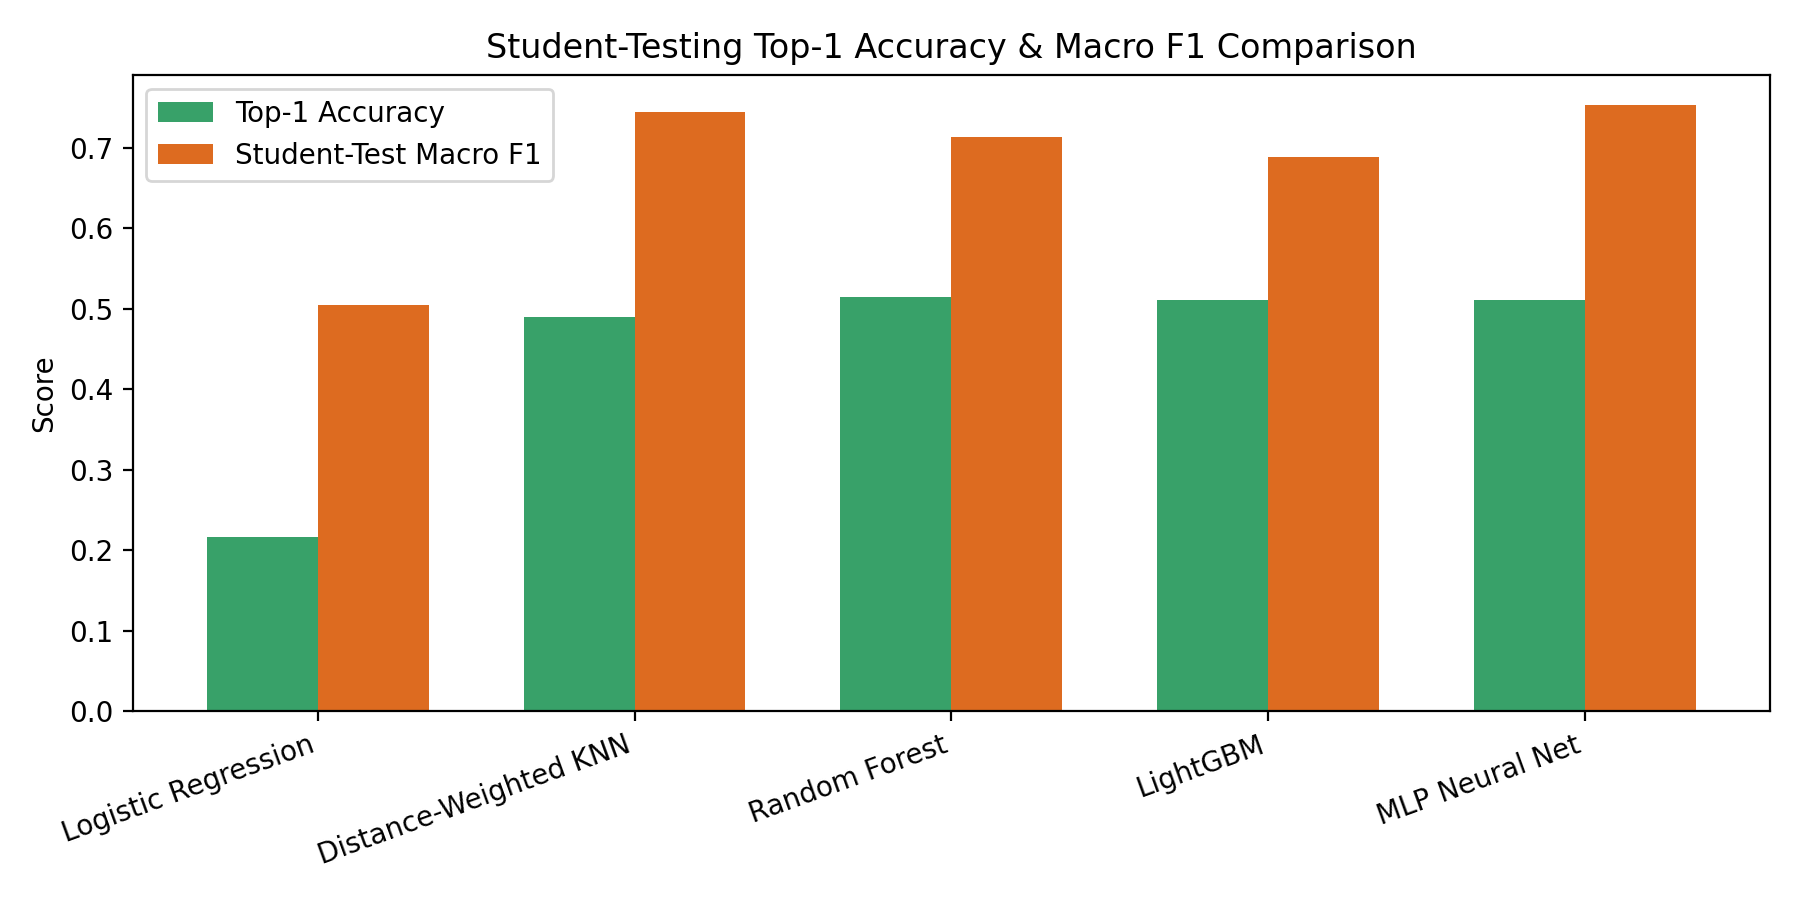 Student-Testing Top-1 Accuracy & Macro F1 Comparison
Top-1 Accuracy
Student-Test Macro F1
Score
0.7
0.6
0.5
0.4
0.3
0.2
0.1
0.0
Logistic Regression
Distance-Weighted KNN
Random Forest
LightGBM
MLP Neural Net